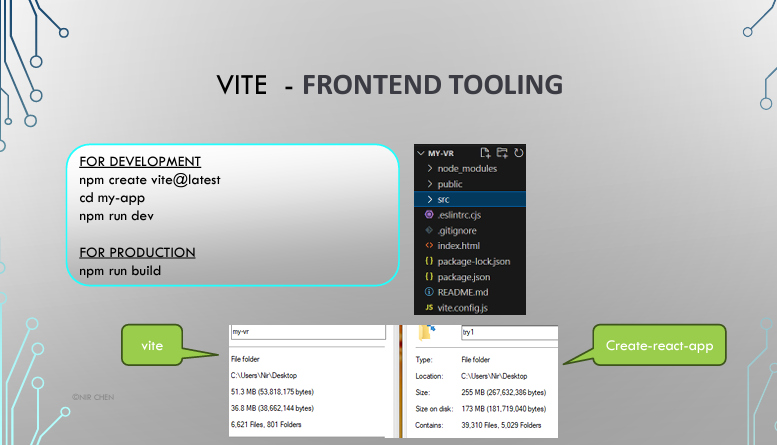 VITE - FRONTEND TOOLING
FOR DEVELOPMENT
npm create vite@latest
cd my-app
npm run dev
FOR PRODUCTION
npm run build
MY-VR
node_modules
public
src
.eslintrc.cjs
.gitignore
index.html
package-lock.json
package.json
README.md
vite.config.js
vite
my-vr
File folder
C:\Users\Nir\Desktop
51.3 MB (53,818,175 bytes)
36.8 MB (38,662,144 bytes)
6,621 Files, 801 Folders
try1
Type: File folder
Location: C:\Users\Nir\Desktop
Size: 255 MB (267,632,386 bytes)
Size on disk: 173 MB (181,719,040 bytes)
Contains: 39,310 Files, 5,029 Folders
Create-react-app
©NIR CHEN